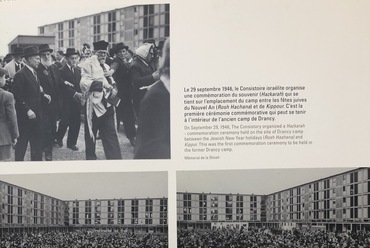 Le 29 septembre 1946, le Consistoire israélite organise
une commémoration du souvenir (Hazkarah) qui se
tient sur l'emplacement du camp entre les fêtes juives
du Nouvel An (Rosh Hachana) et de Kippour. C'est la
première cérémonie commémorative qui peut se tenir
à l'intérieur de l'ancien camp de Drancy.
On September 29, 1946, The Consistory organized a Hazkarah
- commemoration ceremony held on the site of Drancy camp
between the Jewish New Year holidays (Rosh Hachana) and
Kippour. This was the first commemoration ceremony to be held in
the former Drancy camp.
Mémorial de la Shoah